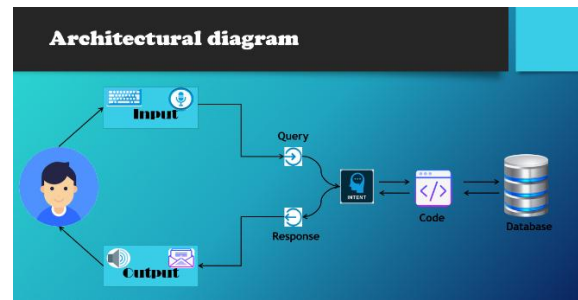 Architectural diagram
Input
Query
INTENT
Code
Database
Response
Output